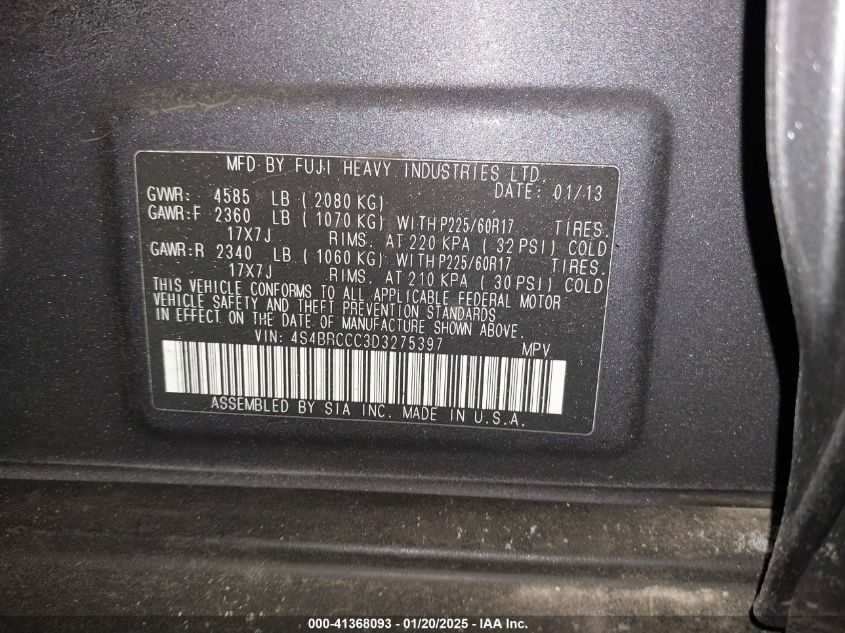 MFD BY FUJI HEAVY INDUSTRIES LTD.
DATE: 01/13
GVWR: 4585 LB ( 2080 KG)
GAWR:F 2360 LB ( 1070 KG) WITH P225/60R17 TIRES.
17X7J RIMS. AT 220 KPA ( 32 PSI) COLD
GAWR:R 2340 LB ( 1060 KG) WITH P225/60R17 TIRES.
17X7J RIMS. AT 210 KPA ( 30 PSI) COLD
THIS VEHICLE CONFORMS TO ALL APPLICABLE FEDERAL MOTOR
VEHICLE SAFETY AND THEFT PREVENTION STANDARDS
IN EFFECT ON THE DATE OF MANUFACTURE SHOWN ABOVE.
VIN: 4S4BRCCC3D3275397 MPV
ASSEMBLED BY SIA INC. MADE IN U.S.A.
000-41368093 - 01/20/2025 - IAAI.com